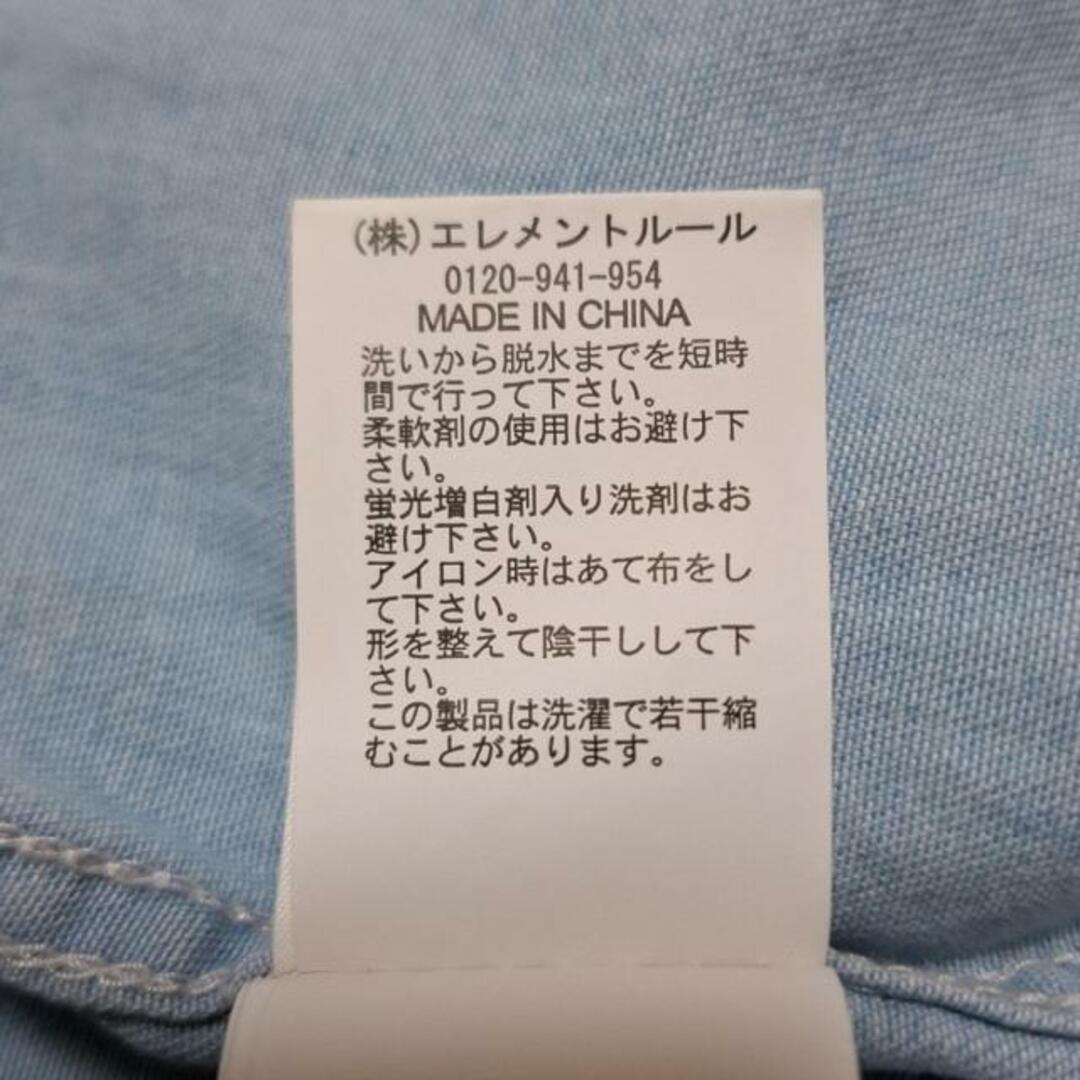 (株)エレメントルール
0120-941-954
MADE IN CHINA
洗いから脱水までを短時
間で行って下さい。
柔軟剤の使用はお避け下
さい。
蛍光増白剤入り洗剤はお
避け下さい。
アイロン時はあて布をし
て下さい。
形を整えて陰干しして下
さい。
この製品は洗濯で若干縮
むことがあります。